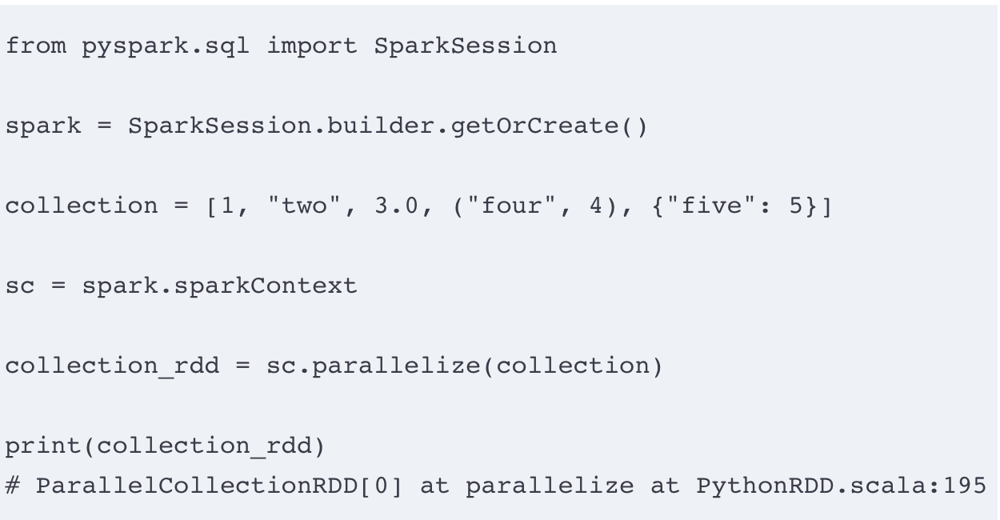 from pyspark.sql import SparkSession
spark = SparkSession.builder.getOrCreate()
collection = [1, "two", 3.0, ("four", 4), {"five": 5}]
sc = spark.sparkContext
collection_rdd = sc.parallelize(collection)
print(collection_rdd)
# ParallelCollectionRDD[0] at parallelize at PythonRDD.scala:195